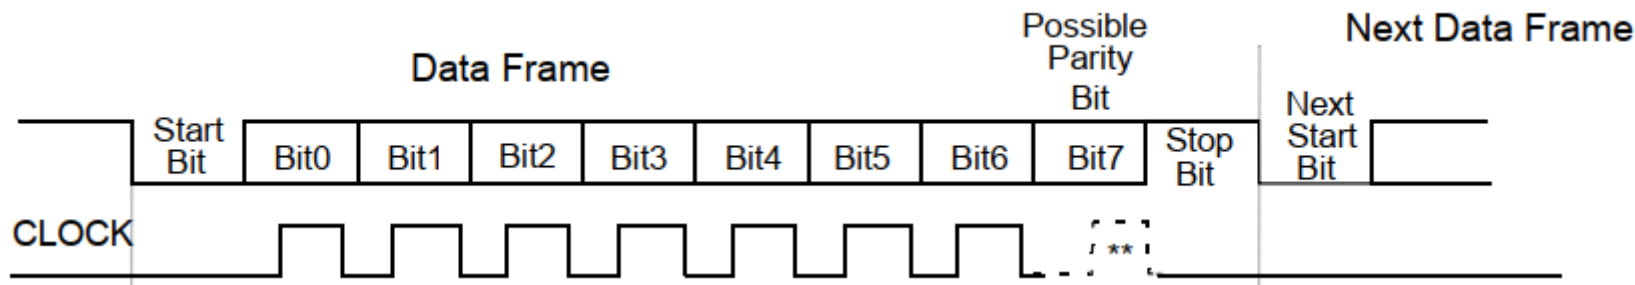 Data Frame
Possible
Parity
Bit
Next Data Frame
Start
Bit
Bit0
Bit1
Bit2
Bit3
Bit4
Bit5
Bit6
Bit7
Stop
Bit
Next
Start
Bit
CLOCK
**